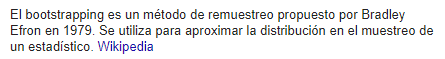 El bootstrapping es un método de remuestreo propuesto por Bradley
Efron en 1979. Se utiliza para aproximar la distribución en el muestreo de
un estadístico. Wikipedia